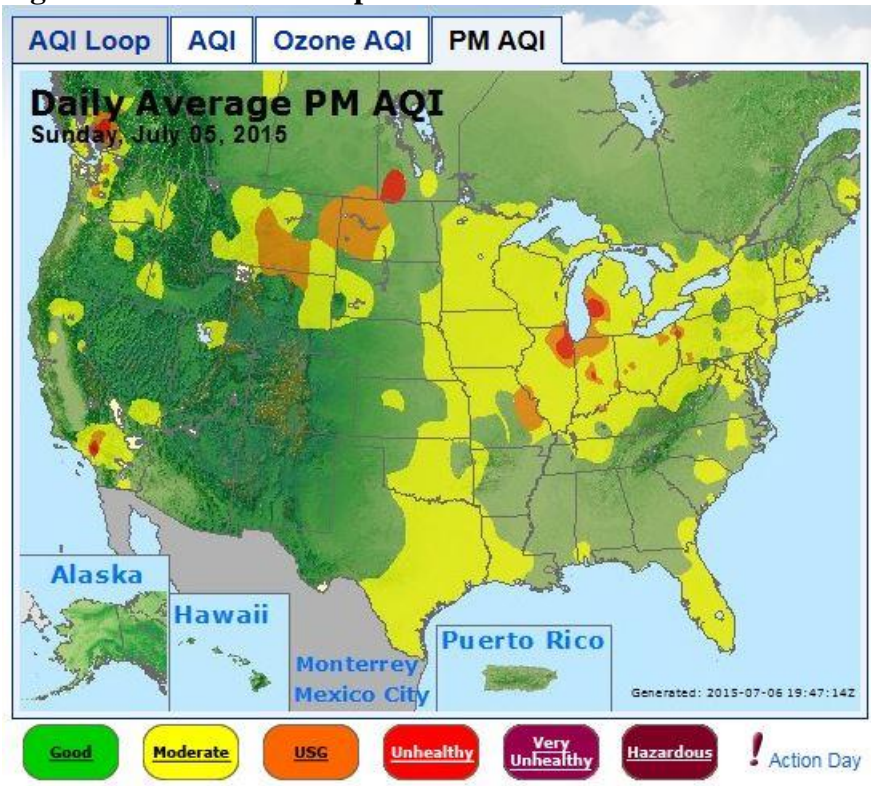 AQI Loop AQI Ozone AQI PM AQI
Daily Average PM AQI
Sunday, July 05, 2015
Alaska
Hawaii
Monterrey
Mexico City
Puerto Rico
Generated: 2015-07-06 19:47:14Z
Good Moderate USG Unhealthy Very Unhealthy Hazardous ! Action Day